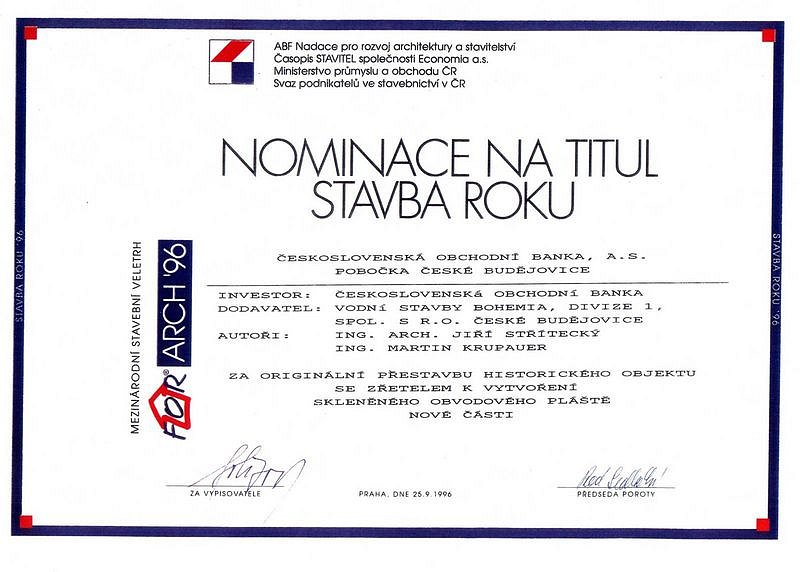 ABF Nadace pro rozvoj architektury a stavitelství
Časopis STAVITEL společnosti Economia a.s.
Ministerstvo průmyslu a obchodu ČR
Svaz podnikatelů ve stavebnictví v ČR
NOMINACE NA TITUL
STAVBA ROKU
ČESKOSLOVENSKÁ OBCHODNÍ BANKA, A.S.
POBOČKA ČESKÉ BUDĚJOVICE
INVESTOR: ČESKOSLOVENSKá OBCHODNÍ BANKA
DODAVATEL: VODNÍ STAVBY BOHEMIA, DIVIZE 1,
SPOL. S R.O. ČESKÉ BUDĚJOVICE
AUTOŘI: ING. ARCH. JIŘÍ STŘÍTECKÝ
ING. MARTIN KRUPAUER
ZA ORIGINÁLNÍ PŘESTAVBU HISTORICKÉHO OBJEKTU
SE ZŘETELEM K VYTVOŘENÍ
SKLENĚNÉHO OBVODOVÉHO PLÁŠTĚ
NOVÉ ČÁSTI
ZA VYPISOVATELE
PRAHA, DNE 25.9.1996
PŘEDSEDA POROTY
MEZINÁRODNÍ STAVEBNÍ VELETRH
FOR® ARCH '96
STAVBA ROKU '96
STAVBA ROKU '96